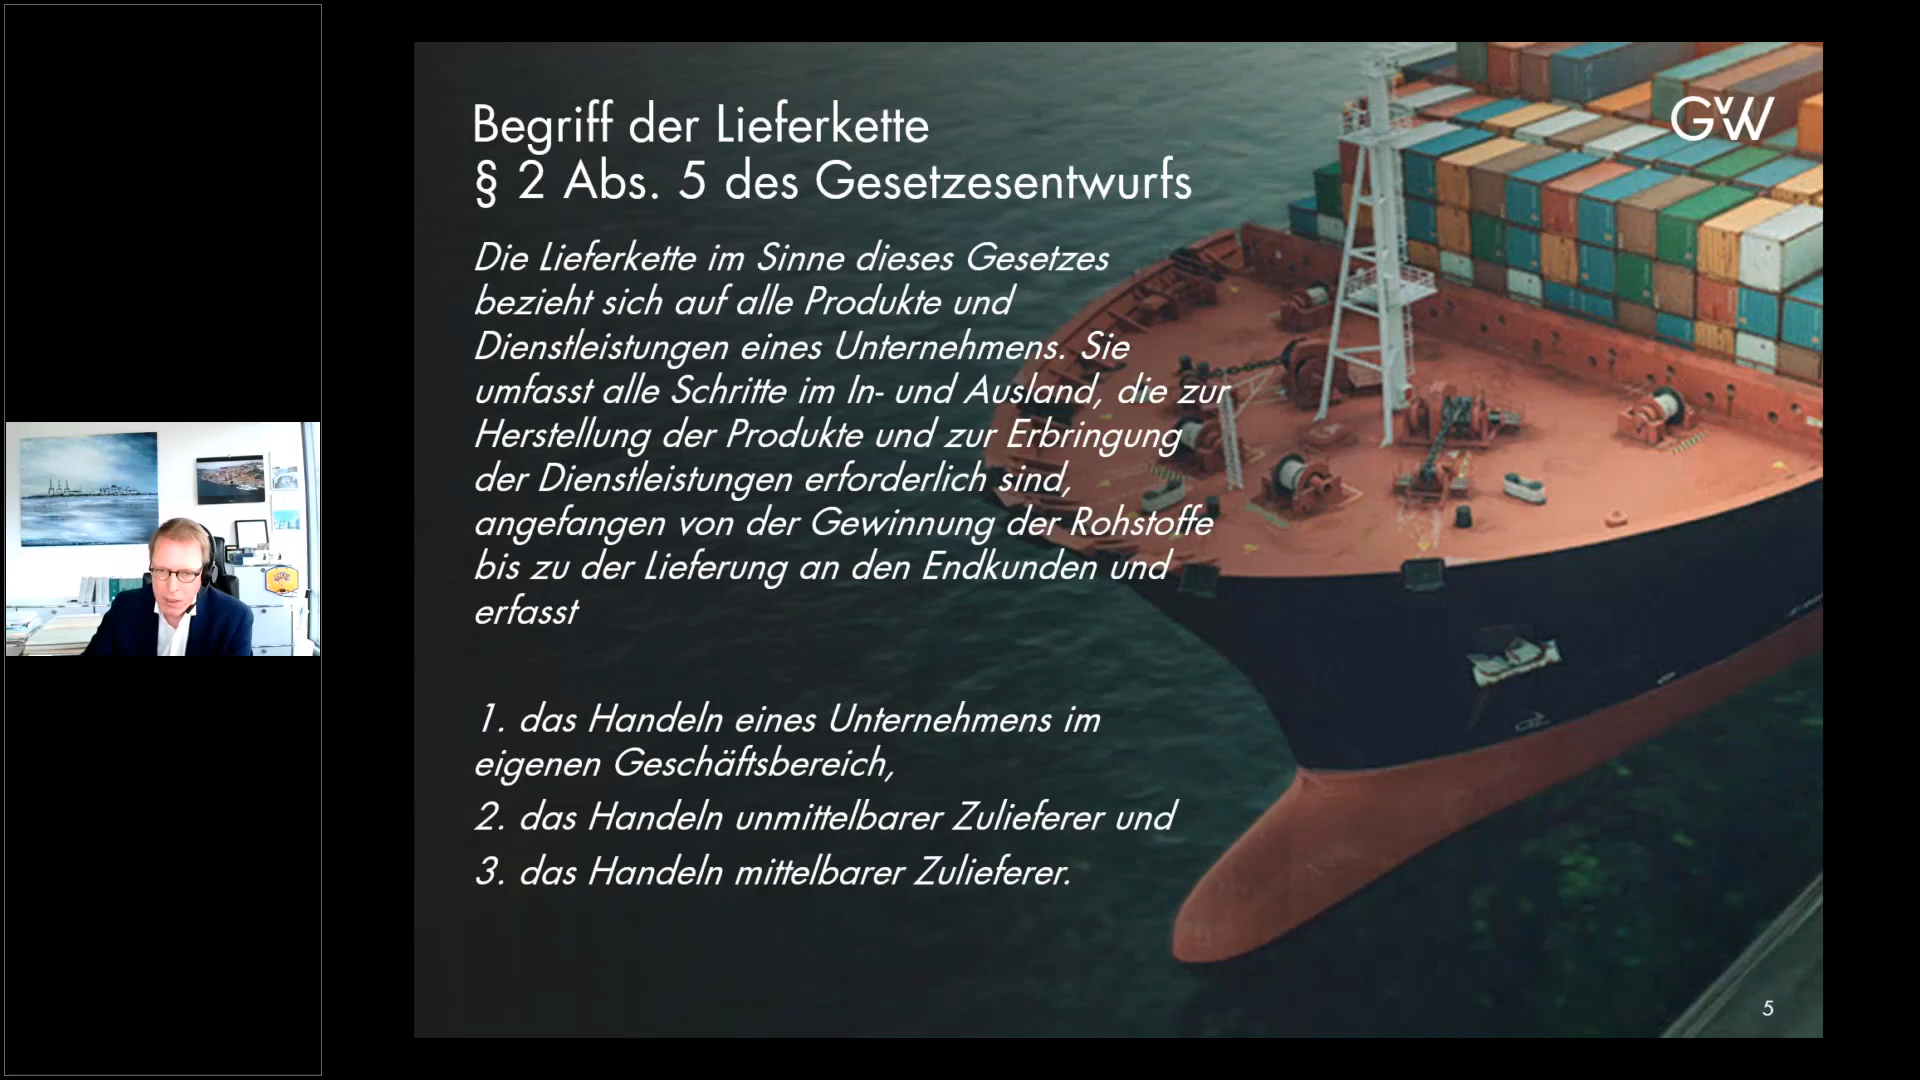 Begriff der Lieferkette
§ 2 Abs. 5 des Gesetzesentwurfs
GvW
Die Lieferkette im Sinne dieses Gesetzes
bezieht sich auf alle Produkte und
Dienstleistungen eines Unternehmens. Sie
umfasst alle Schritte im In- und Ausland, die zur
Herstellung der Produkte und zur Erbringung
der Dienstleistungen erforderlich sind,
angefangen von der Gewinnung der Rohstoffe
bis zu der Lieferung an den Endkunden und
erfasst
1. das Handeln eines Unternehmens im
eigenen Geschäftsbereich,
2. das Handeln unmittelbarer Zulieferer und
3. das Handeln mittelbarer Zulieferer.
5